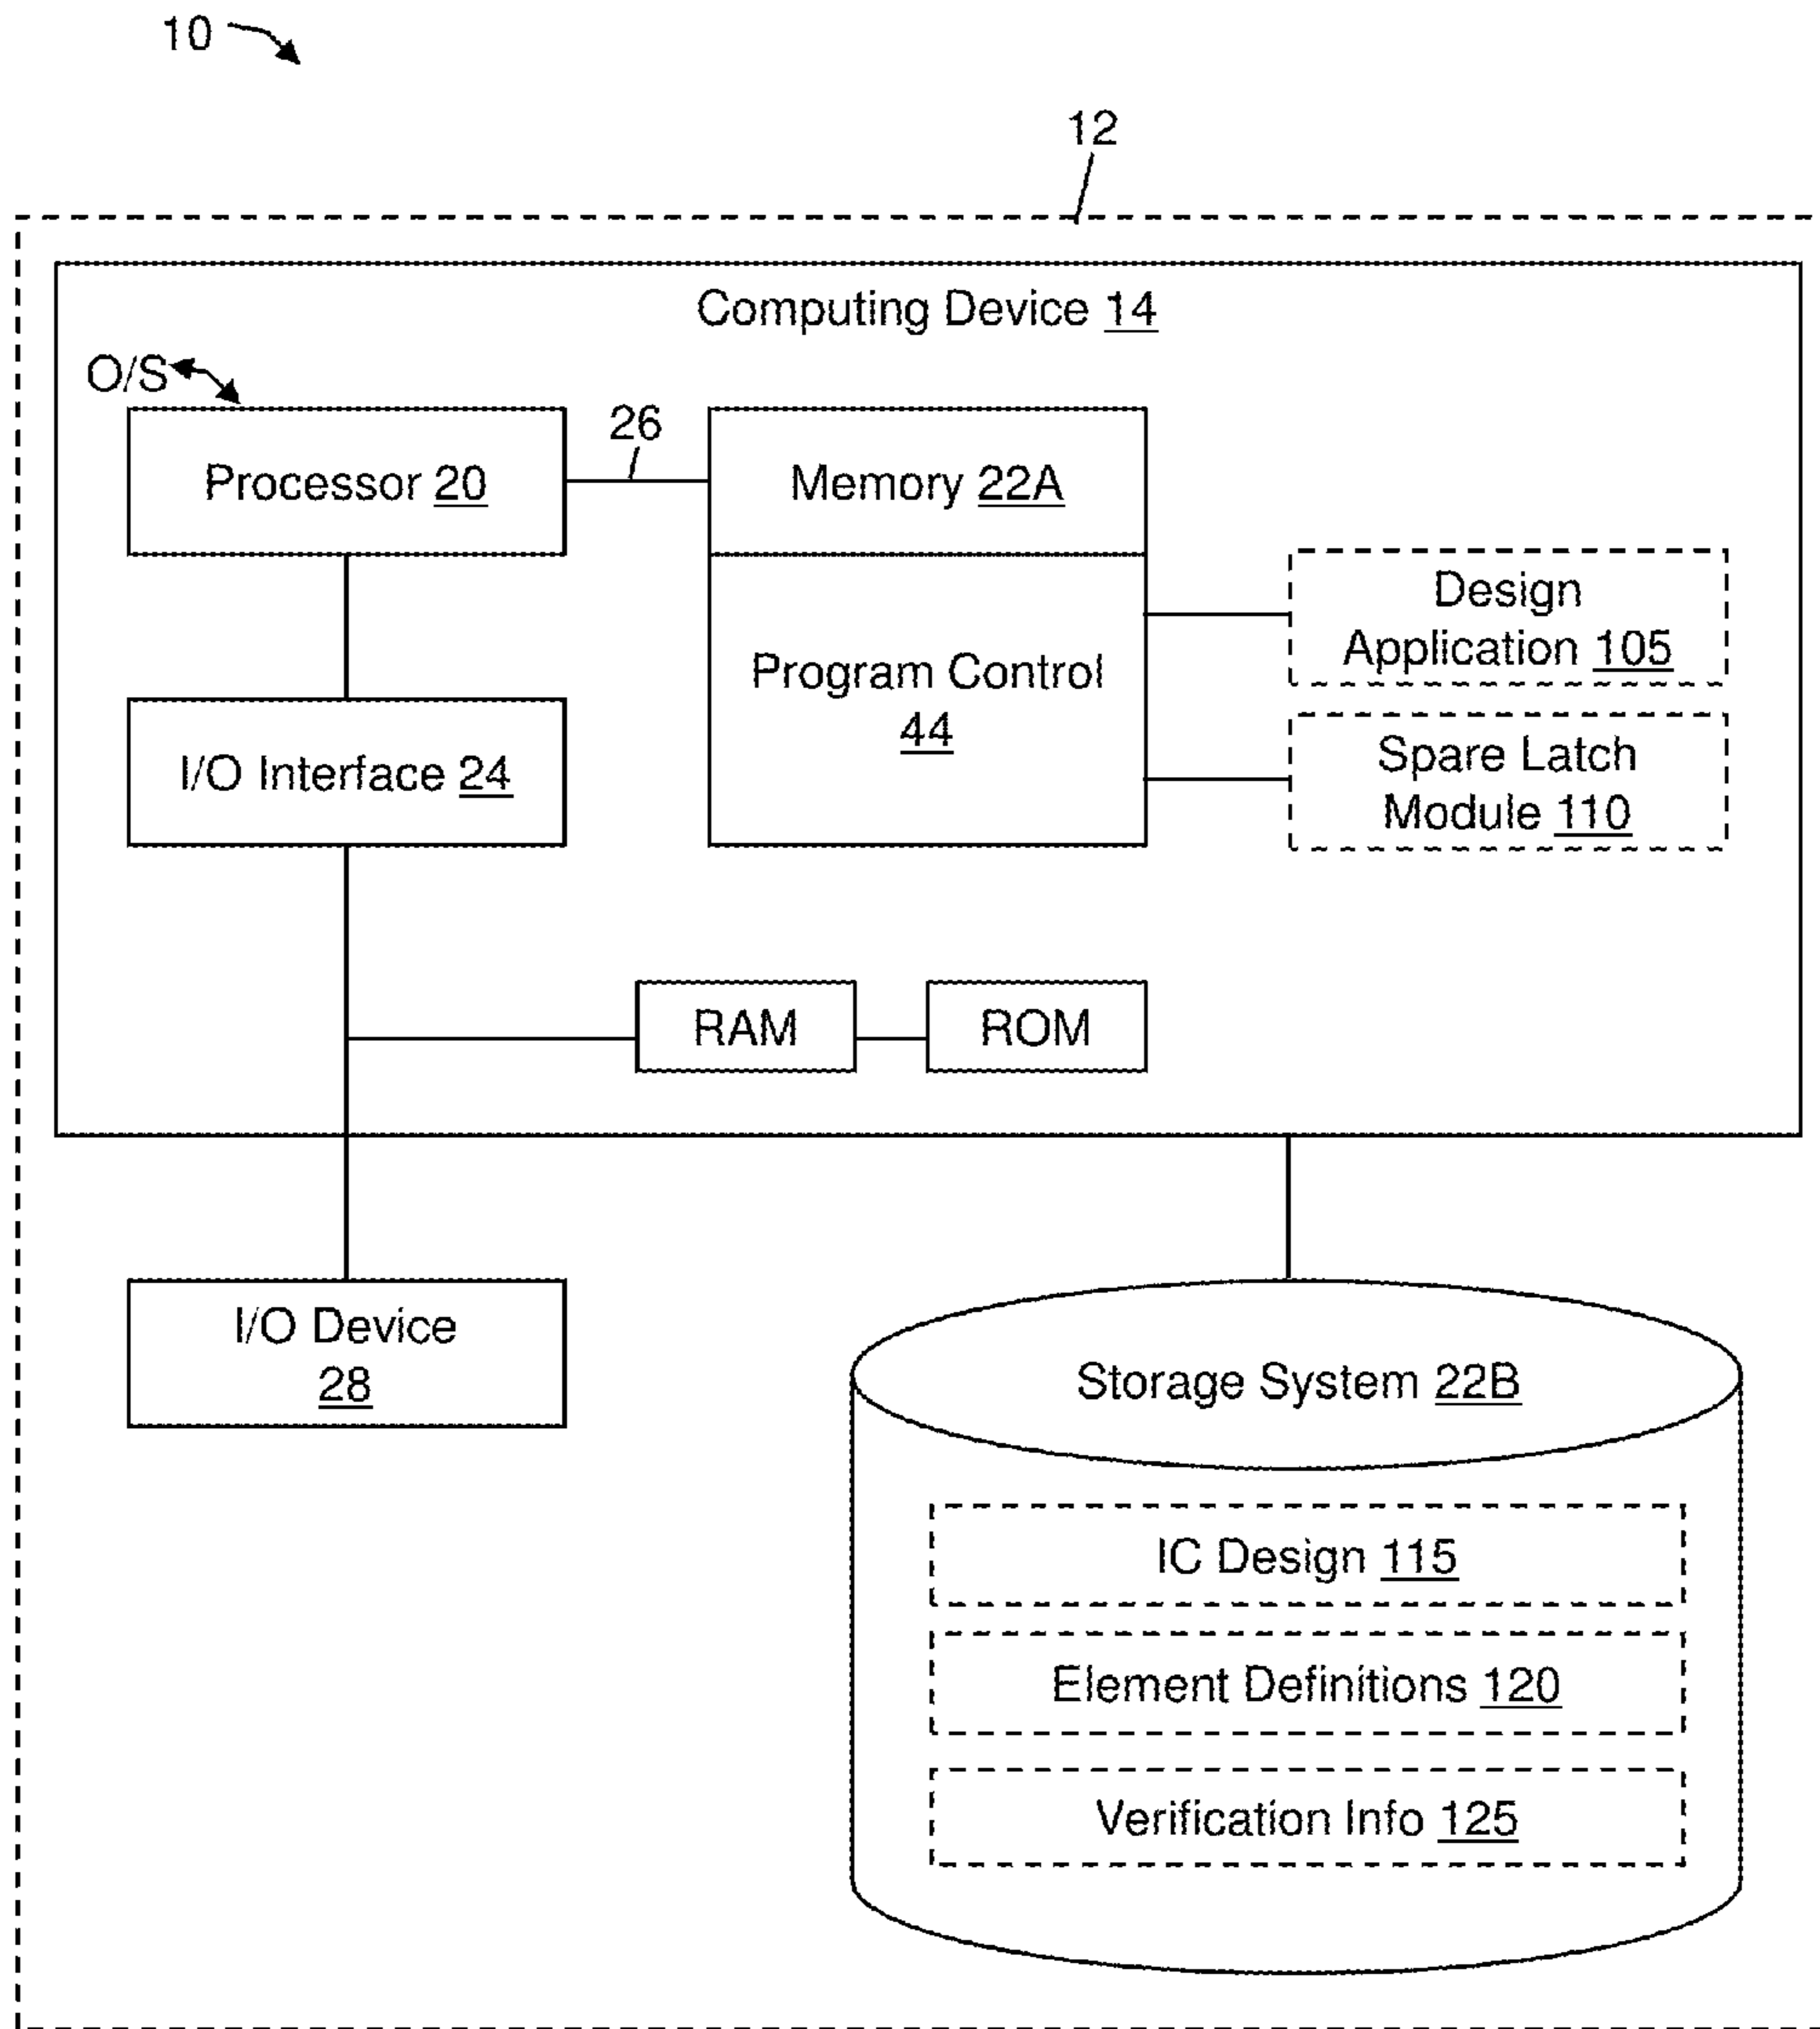 10
12
Computing Device 14
O/S
26
Processor 20
Memory 22A
Design
Application 105
Program Control
44
I/O Interface 24
Spare Latch
Module 110
RAM
ROM
I/O Device
28
Storage System 22B
IC Design 115
Element Definitions 120
Verification Info 125